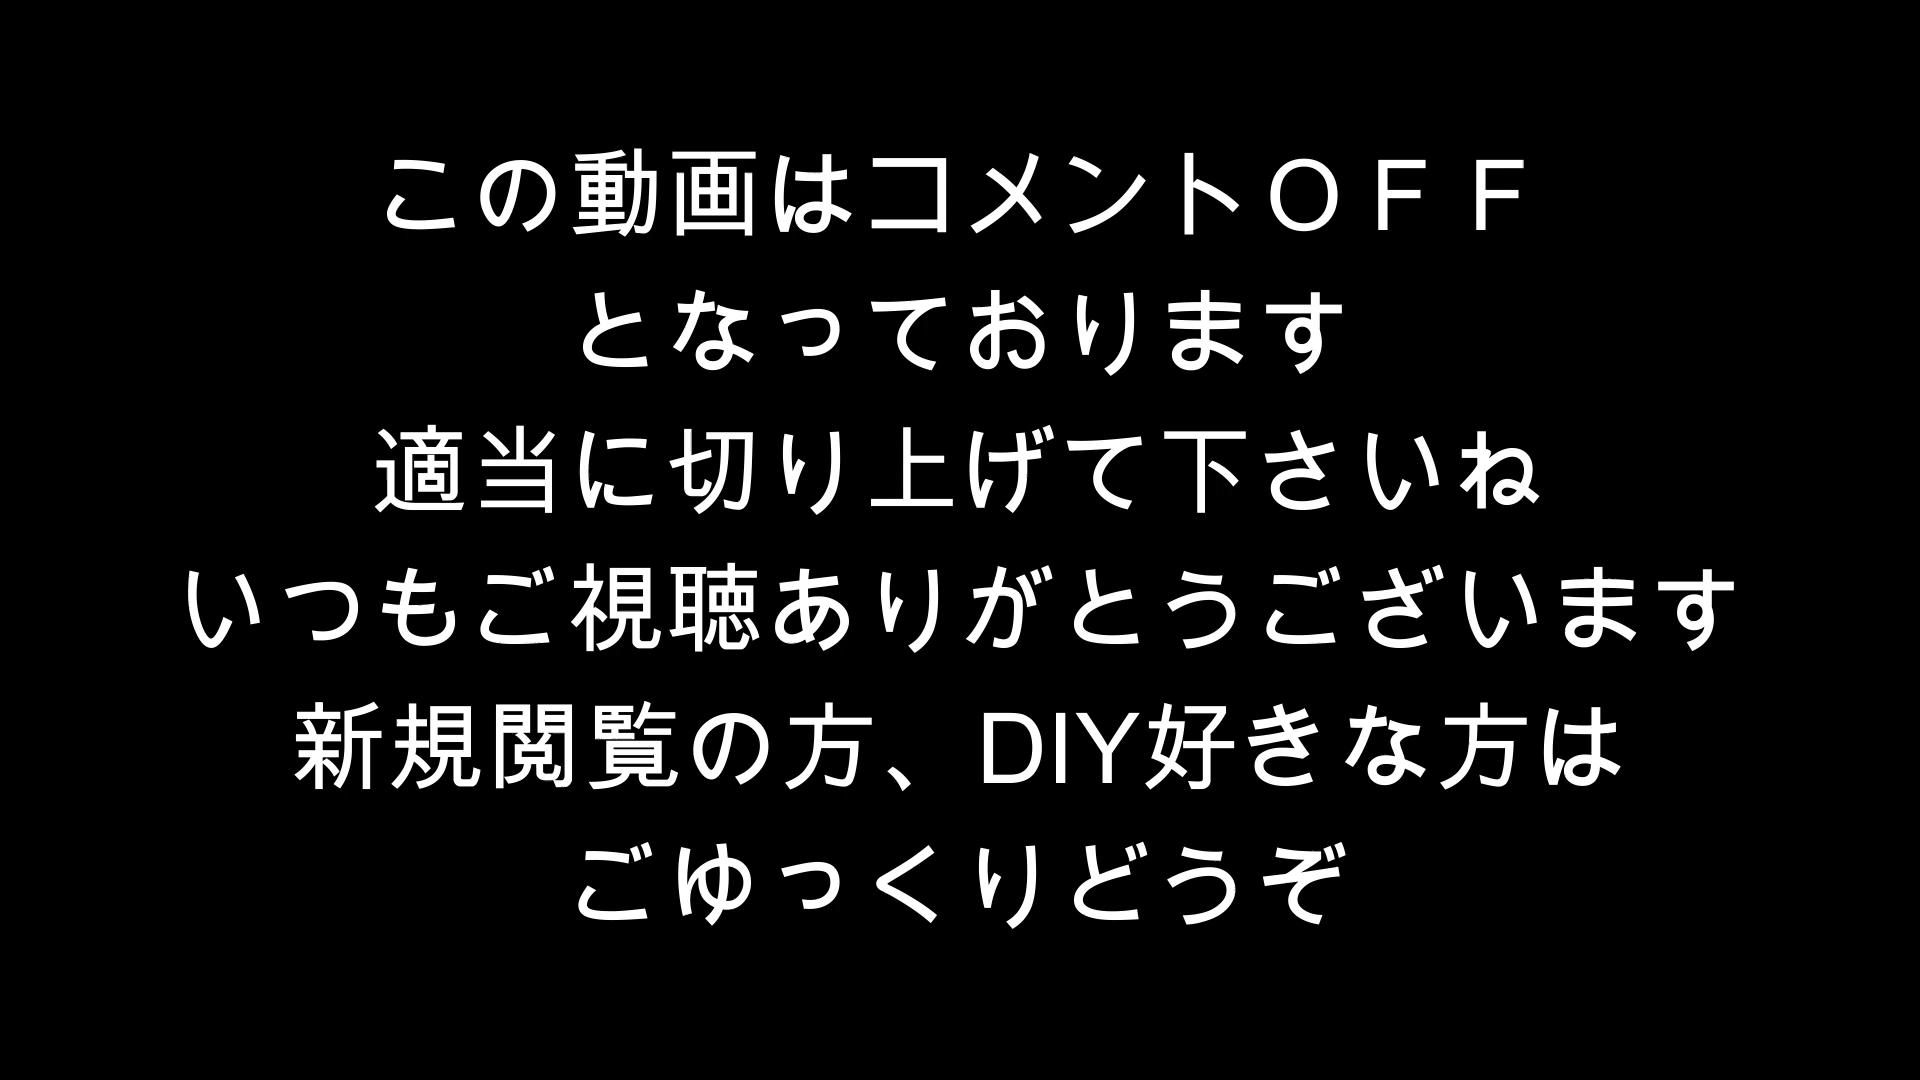 この動画はコメントＯＦＦ
となっております
適当に切り上げて下さいね
いつもご視聴ありがとうございます
新規閲覧の方、DIY好きな方は
ごゆっくりどうぞ